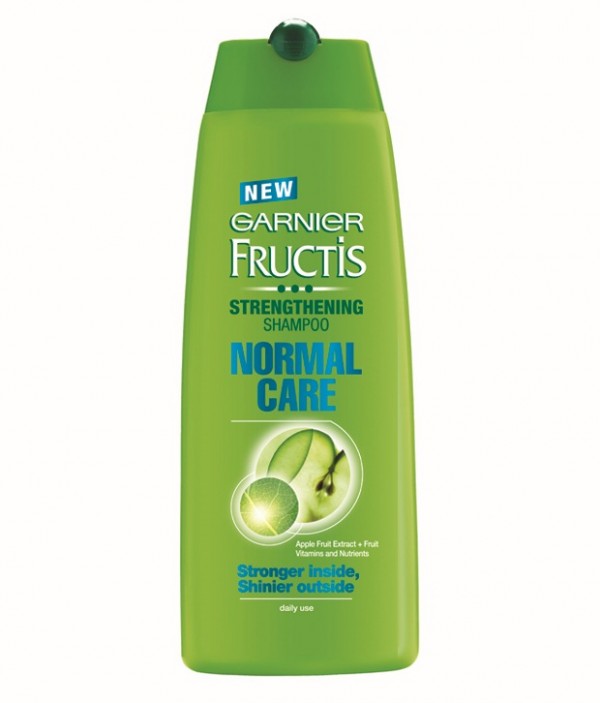 NEW
GARNIER
FRUCTIS
STRENGTHENING
SHAMPOO
NORMAL
CARE
Apple Fruit Extract + Fruit
Vitamins and Nutrients
Stronger inside,
Shinier outside
daily use